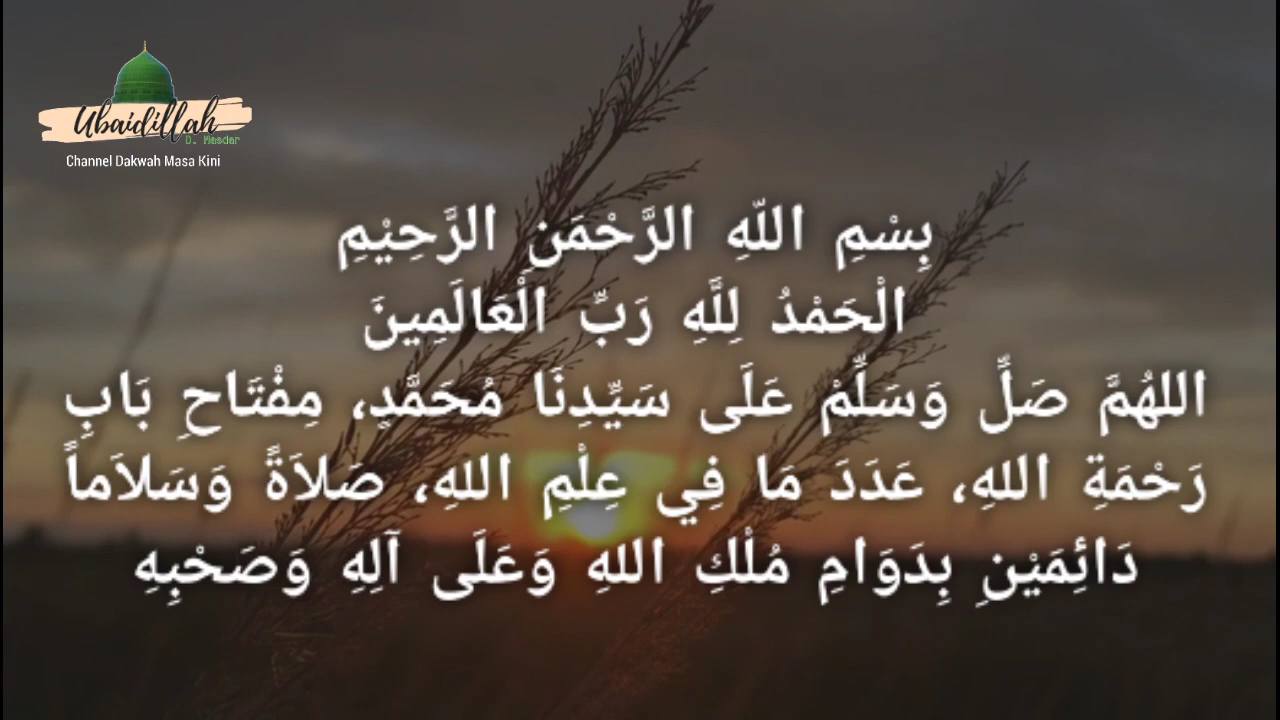 Ubaidillah
D. Masdar
Channel Dakwah Masa Kini
بِسْمِ اللّٰهِ الرَّحْمَنِ الرَّحِيْمِ
الْحَمْدُ لِلَّهِ رَبِّ الْعَالَمِينَ
اللهُمَّ صَلِّ وَسَلِّمْ عَلَى سَيِّدِنَا مُحَمَّدٍ، مِفْتَاحِ بَابِ
رَحْمَةِ اللهِ، عَدَدَ مَا فِي عِلْمِ اللهِ، صَلاَةً وَسَلاَماً
دَائِمَيْنِ بِدَوَامِ مُلْكِ اللهِ وَعَلَى آلِهِ وَصَحْبِهِ